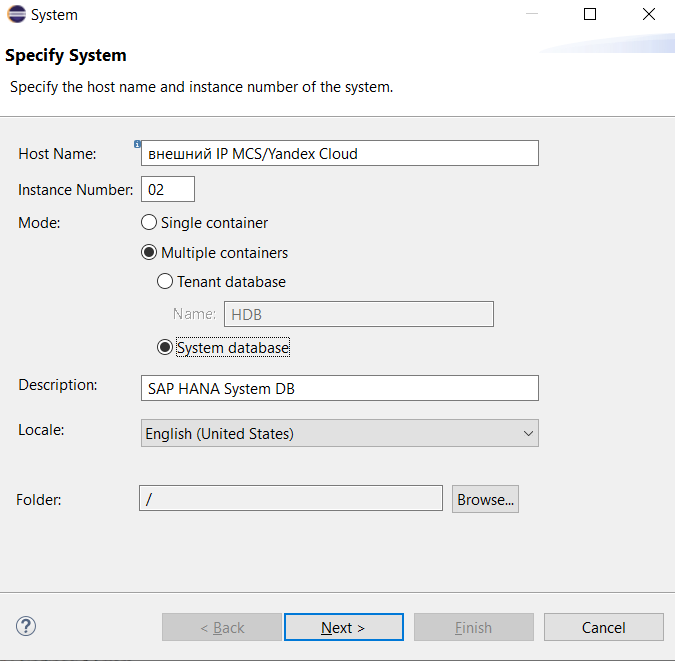 System
Specify System
Specify the host name and instance number of the system.
Host Name: внешний IP MCS/Yandex Cloud
Instance Number: 02
Mode: Single container
Multiple containers
Tenant database
Name: HDB
System database
Description: SAP HANA System DB
Locale: English (United States)
Folder: / Browse...
? < Back Next > Finish Cancel